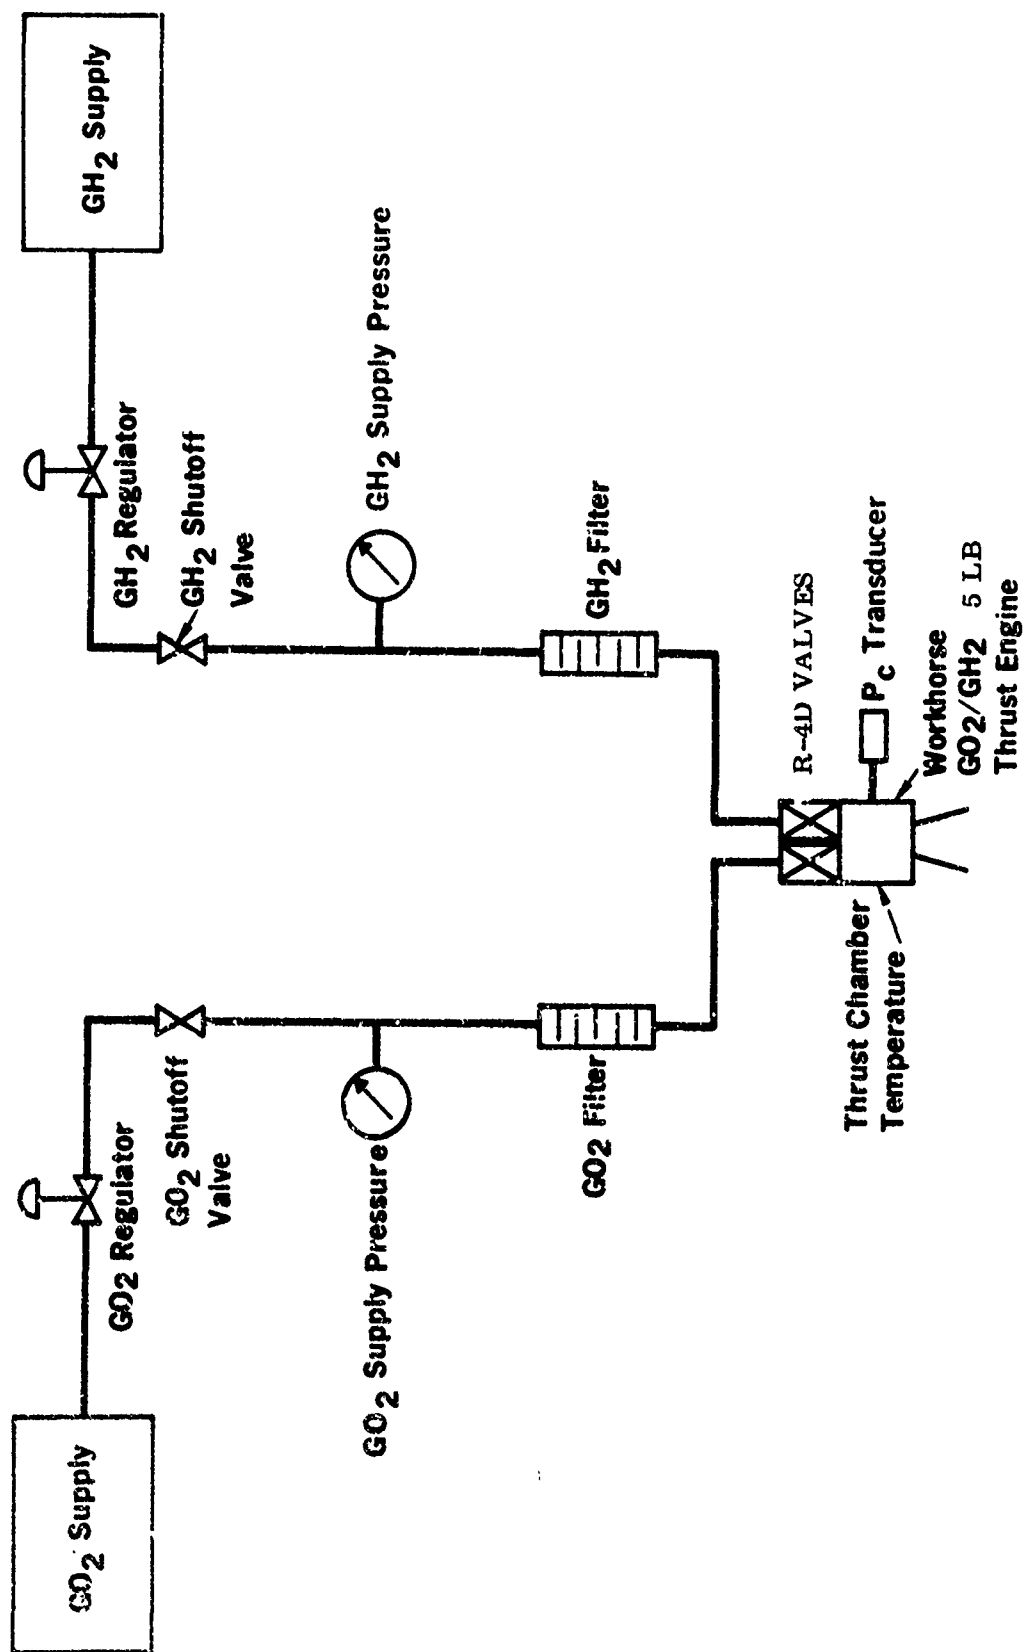 GO2 Supply
GH2 Supply
GO2 Regulator
GH2 Regulator
GO2 Shutoff
Valve
GH2 Shutoff
Valve
GO2 Supply Pressure
GH2 Supply Pressure
GO2 Filter
GH2 Filter
R-4D VALVES
Thrust Chamber
Temperature
Pc Transducer
Workhorse
GO2/GH2 5 LB
Thrust Engine